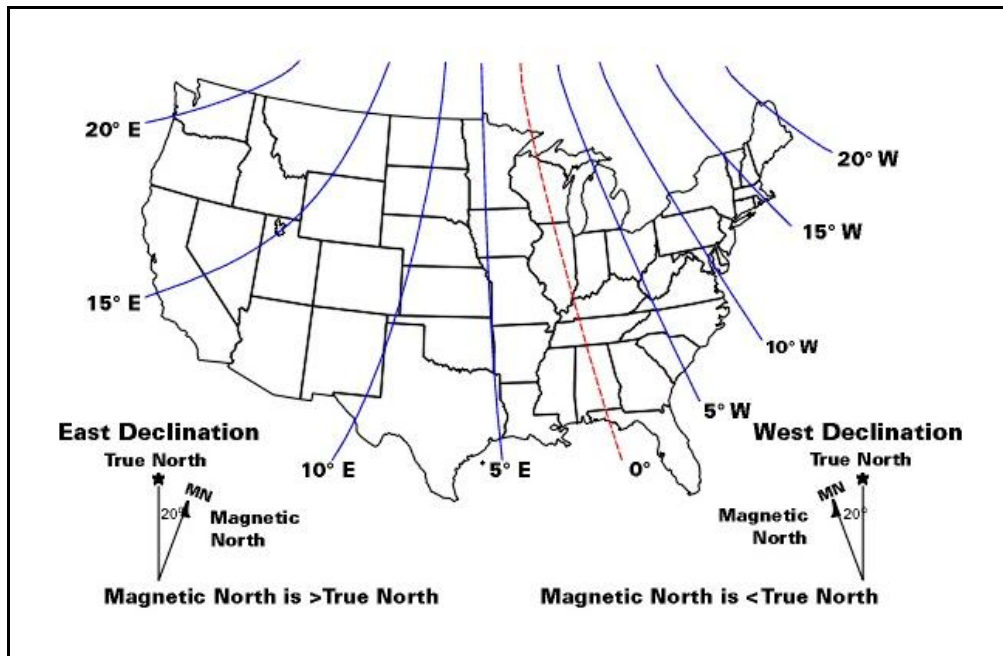 20° E
20° W
15° W
15° E
10° W
5° W
East Declination
West Declination
True North
10° E
5° E
0°
True North
MN
20°
Magnetic
North
MN
20°
Magnetic
North
Magnetic North is >True North
Magnetic North is <True North